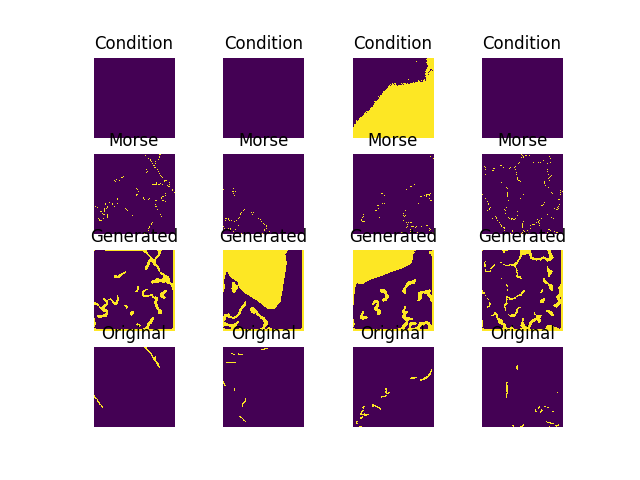 Condition Condition Condition Condition
Morse Morse Morse Morse
Generated Generated Generated Generated
Original Original Original Original